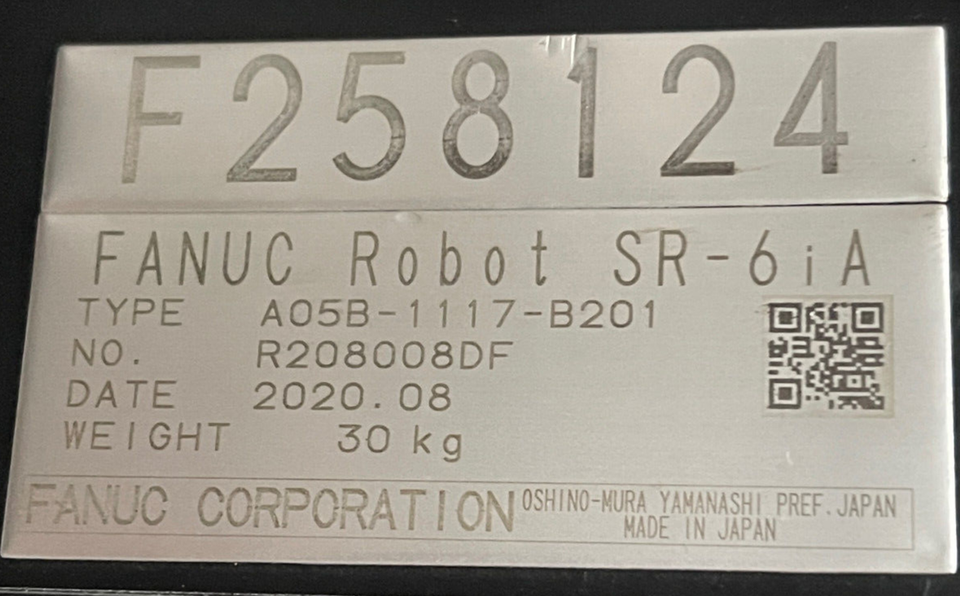 F258124
FANUC Robot SR-6iA
TYPE A05B-1117-B201
NO. R208008DF
DATE 2020.08
WEIGHT 30 kg
FANUC CORPORATION OSHINO-MURA YAMANASHI PREF.JAPAN
MADE IN JAPAN